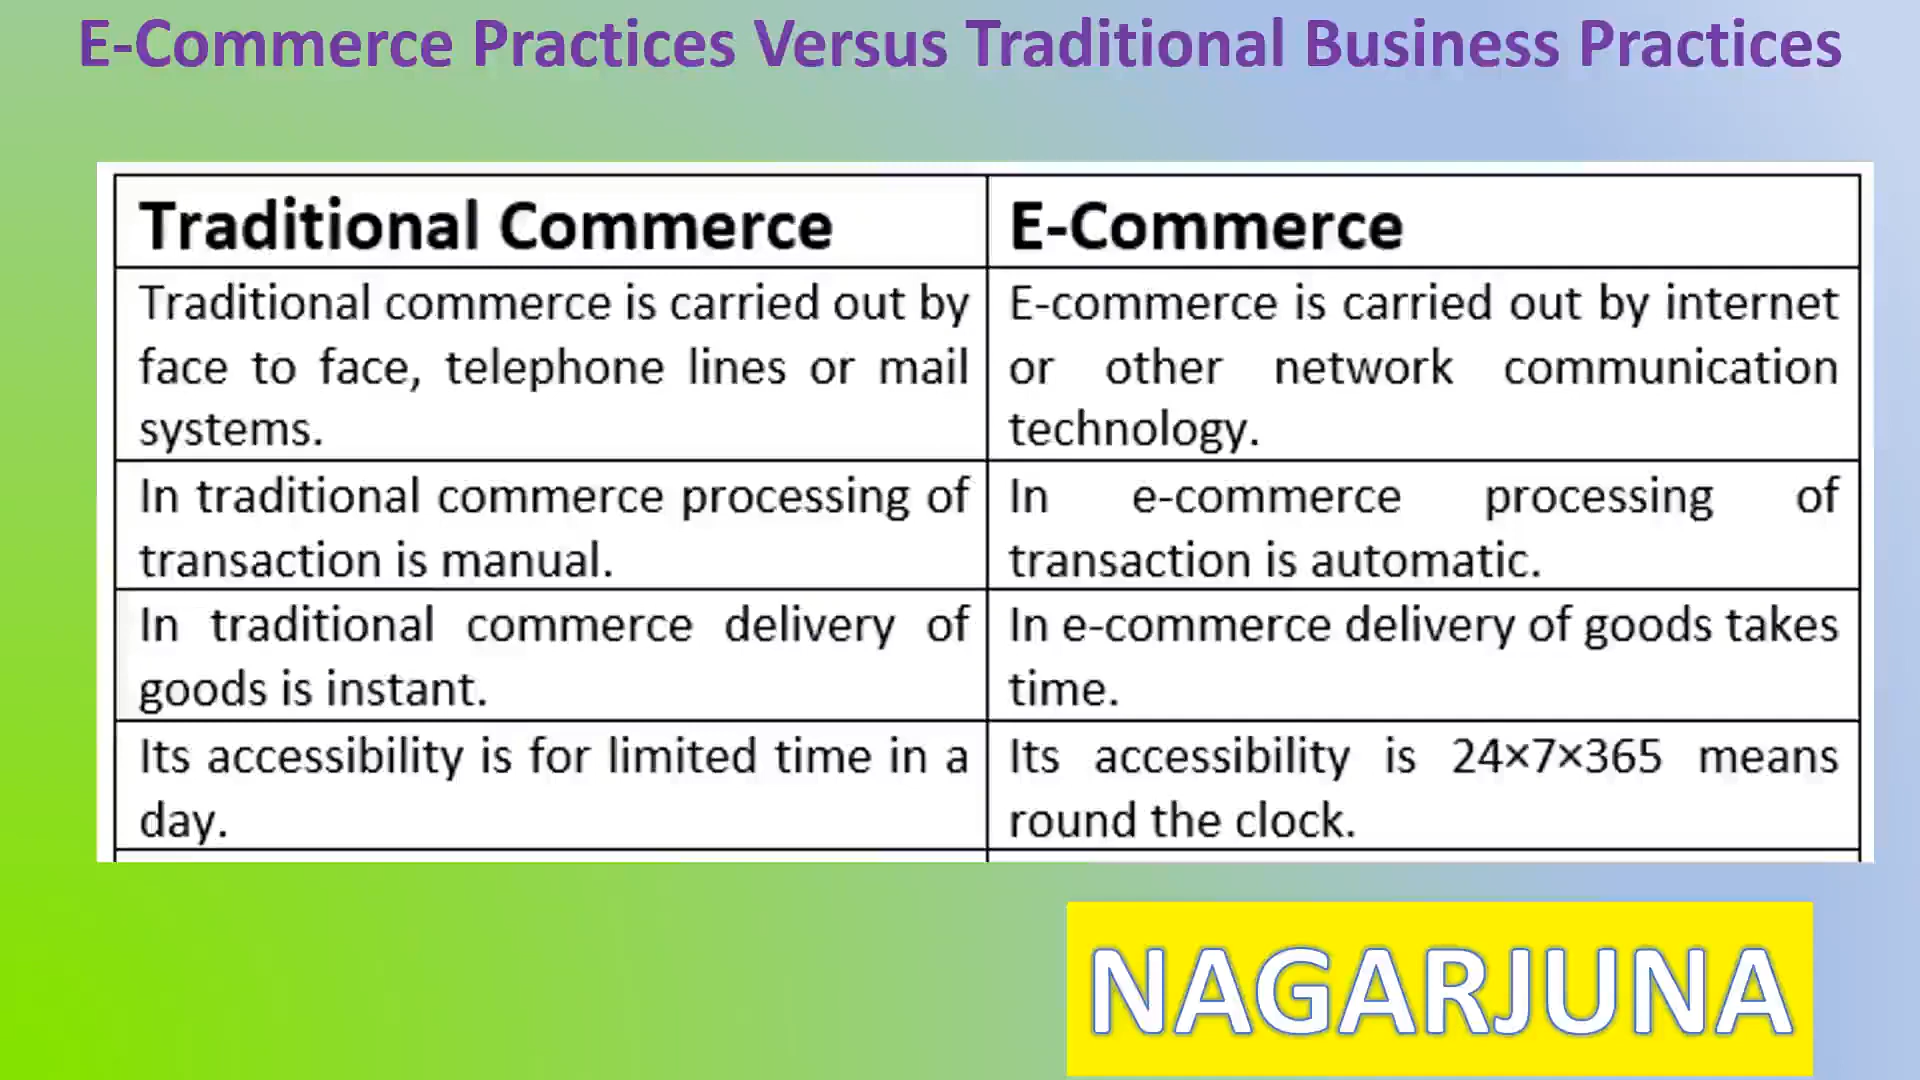 E-Commerce Practices Versus Traditional Business Practices
Traditional Commerce
E-Commerce
Traditional commerce is carried out by
face to face, telephone lines or mail
systems.
E-commerce is carried out by internet
or other network communication
technology.
In traditional commerce processing of
transaction is manual.
In e-commerce processing of
transaction is automatic.
In traditional commerce delivery of
goods is instant.
In e-commerce delivery of goods takes
time.
Its accessibility is for limited time in a
day.
Its accessibility is 24×7×365 means
round the clock.
NAGARJUNA